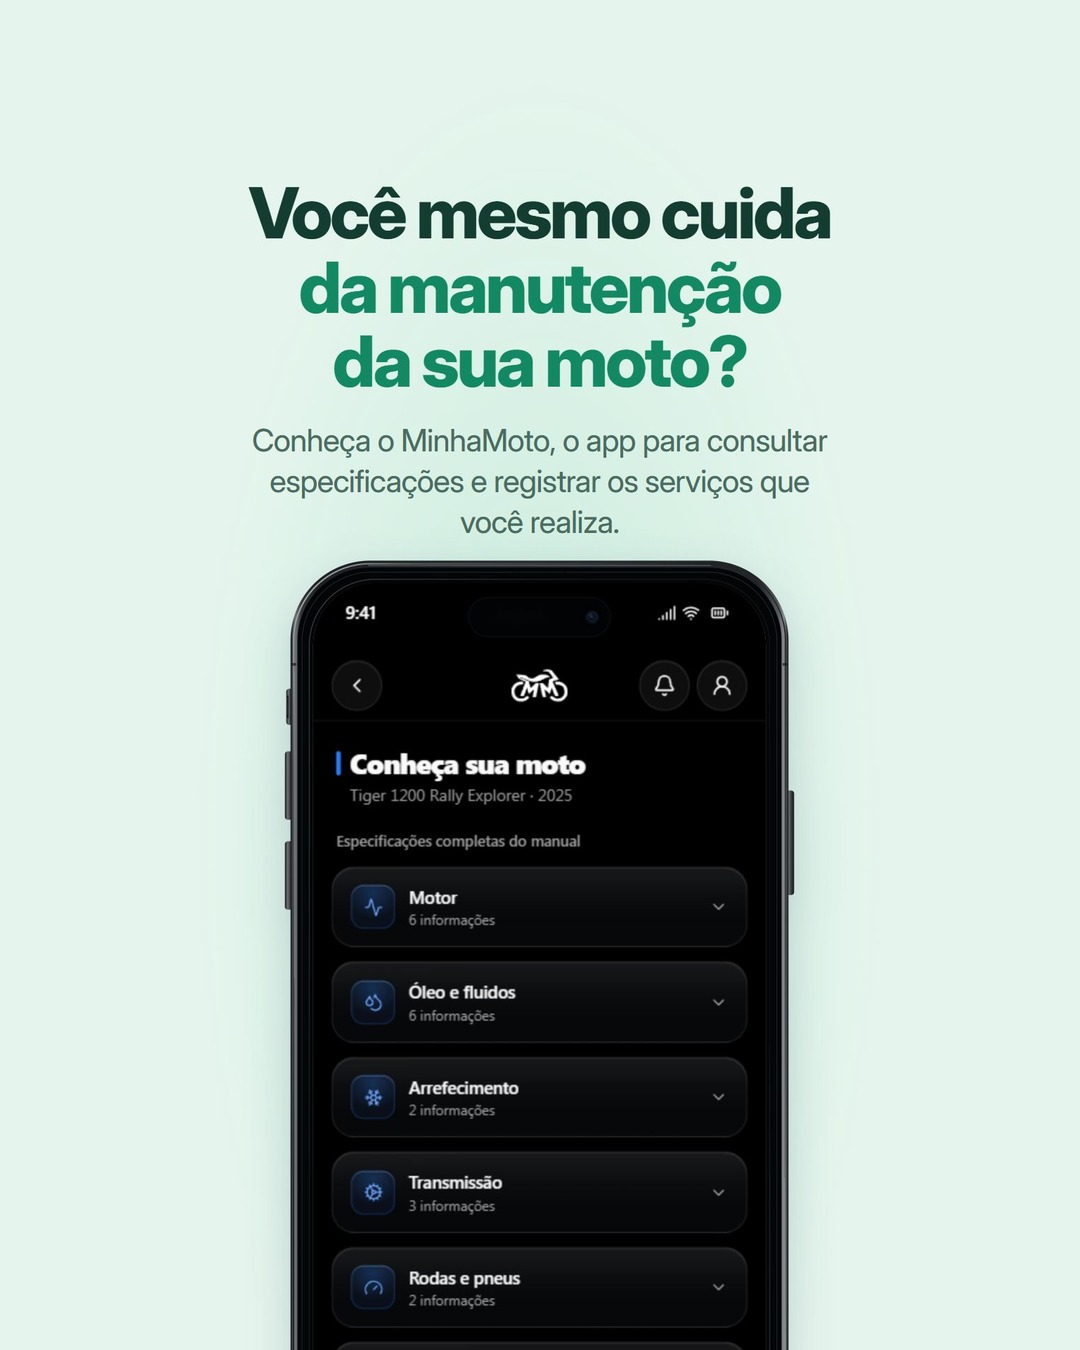 Você mesmo cuida
da manutenção
da sua moto?
Conheça o MinhaMoto, o app para consultar
especificações e registrar os serviços que
você realiza.
9:41
MM
Conheça sua moto
Tiger 1200 Rally Explorer · 2025
Especificações completas do manual
Motor
6 informações
Óleo e fluidos
6 informações
Arrefecimento
2 informações
Transmissão
3 informações
Rodas e pneus
2 informações